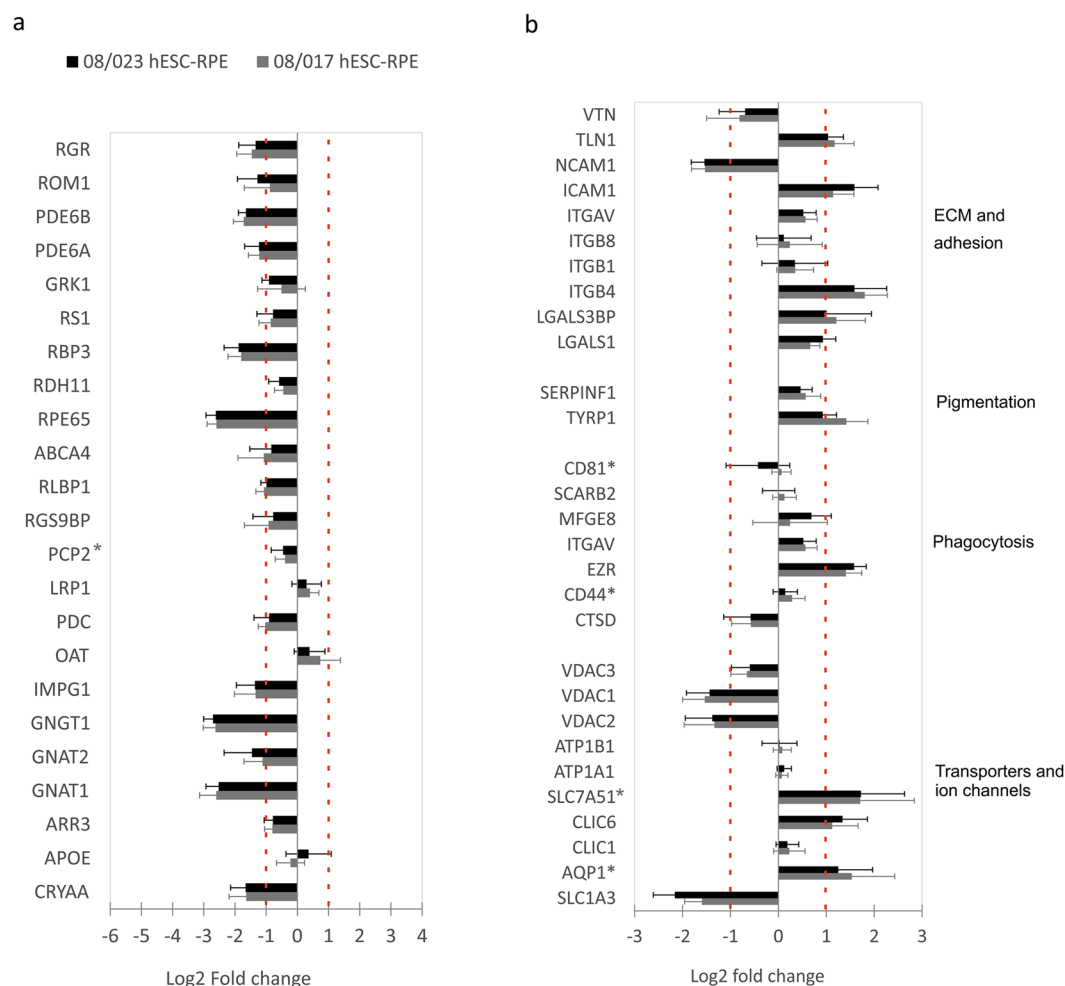 a
08/023 hESC-RPE 08/017 hESC-RPE
RGR
ROM1
PDE6B
PDE6A
GRK1
RS1
RBP3
RDH11
RPE65
ABCA4
RLBP1
RGS9BP
PCP2*
LRP1
PDC
OAT
IMPG1
GNGT1
GNAT2
GNAT1
ARR3
APOE
CRYAA
-6 -5 -4 -3 -2 -1 0 1 2 3 4
Log2 Fold change
b
VTN
TLN1
NCAM1
ICAM1
ITGAV
ITGB8
ITGB1
ITGB4
LGALS3BP
LGALS1
ECM and
adhesion
SERPINF1
TYRP1
Pigmentation
CD81*
SCARB2
MFGE8
ITGAV
EZR
CD44*
CTSD
Phagocytosis
VDAC3
VDAC1
VDAC2
ATP1B1
ATP1A1
SLC7A51*
CLIC6
CLIC1
AQP1*
SLC1A3
Transporters and
ion channels
-3 -2 -1 0 1 2 3
Log2 fold change